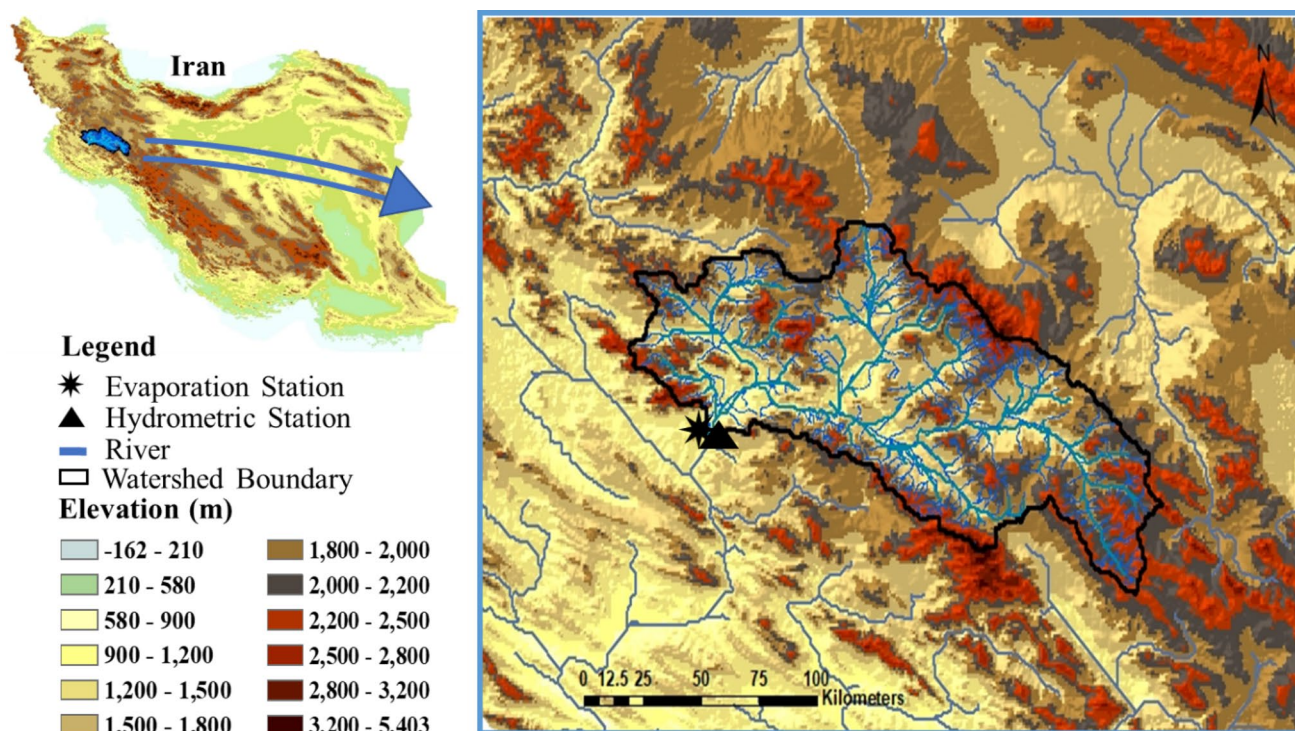 Iran
N
Legend
Evaporation Station
Hydrometric Station
River
Watershed Boundary
Elevation (m)
-162 - 210
210 - 580
580 - 900
900 - 1,200
1,200 - 1,500
1,500 - 1,800
1,800 - 2,000
2,000 - 2,200
2,200 - 2,500
2,500 - 2,800
2,800 - 3,200
3,200 - 5,403
0 12.5 25 50 75 100
Kilometers